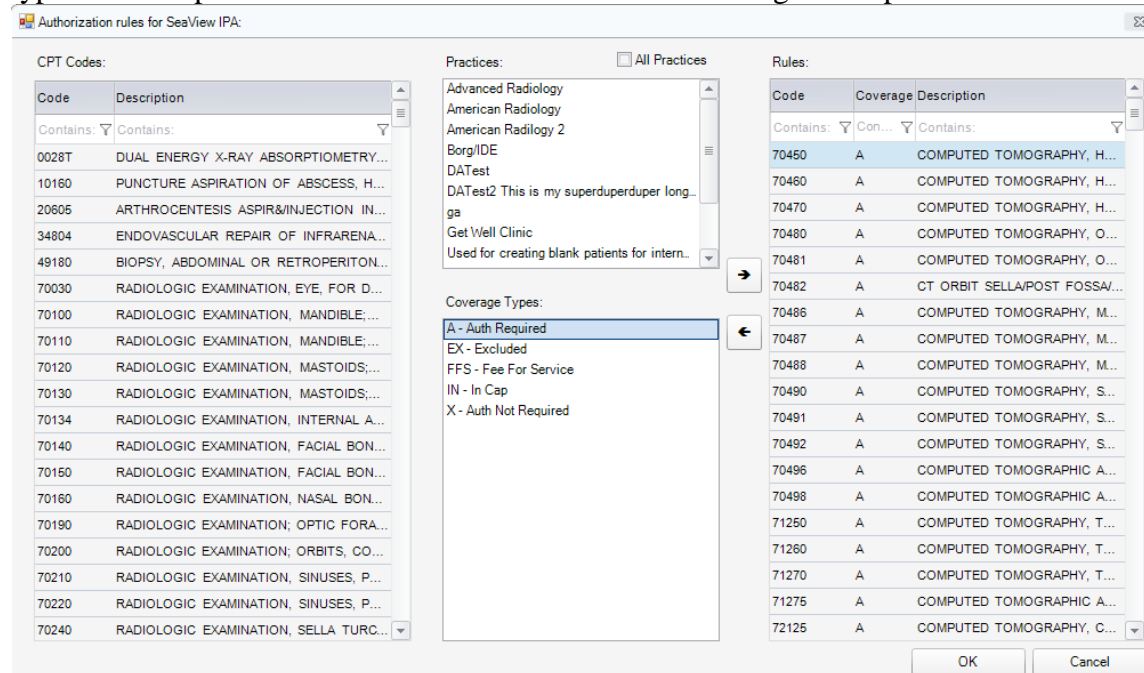 Authorization rules for SeaView IPA:
CPT Codes:
Code Description
Contains: Contains:
0028T DUAL ENERGY X-RAY ABSORPTIOMETRY...
10160 PUNCTURE ASPIRATION OF ABSCESS, H...
20605 ARTHROCENTESIS ASPIR&/INJECTION IN...
34804 ENDOVASCULAR REPAIR OF INFRARENA...
49180 BIOPSY, ABDOMINAL OR RETROPERITON...
70030 RADIOLOGIC EXAMINATION, EYE, FOR D...
70100 RADIOLOGIC EXAMINATION, MANDIBLE;...
70110 RADIOLOGIC EXAMINATION, MANDIBLE;...
70120 RADIOLOGIC EXAMINATION, MASTOIDS;...
70130 RADIOLOGIC EXAMINATION, MASTOIDS;...
70134 RADIOLOGIC EXAMINATION, INTERNAL A...
70140 RADIOLOGIC EXAMINATION, FACIAL BON...
70150 RADIOLOGIC EXAMINATION, FACIAL BON...
70160 RADIOLOGIC EXAMINATION, NASAL BON...
70190 RADIOLOGIC EXAMINATION; OPTIC FORA...
70200 RADIOLOGIC EXAMINATION; ORBITS, CO...
70210 RADIOLOGIC EXAMINATION, SINUSES, P...
70220 RADIOLOGIC EXAMINATION, SINUSES, P...
70240 RADIOLOGIC EXAMINATION, SELLA TURC...
Practices: All Practices
Advanced Radiology
American Radiology
American Radilogy 2
Borg/IDE
DATest
DATest2 This is my superduperduper long...
ga
Get Well Clinic
Used for creating blank patients for intern...
Coverage Types:
A - Auth Required
EX - Excluded
FFS - Fee For Service
IN - In Cap
X - Auth Not Required
Rules:
Code Coverage Description
Contains: Con... Contains:
70450 A COMPUTED TOMOGRAPHY, H...
70460 A COMPUTED TOMOGRAPHY, H...
70470 A COMPUTED TOMOGRAPHY, H...
70480 A COMPUTED TOMOGRAPHY, O...
70481 A COMPUTED TOMOGRAPHY, O...
70482 A CT ORBIT SELLA/POST FOSSA/...
70486 A COMPUTED TOMOGRAPHY, M...
70487 A COMPUTED TOMOGRAPHY, M...
70488 A COMPUTED TOMOGRAPHY, M...
70490 A COMPUTED TOMOGRAPHY, S...
70491 A COMPUTED TOMOGRAPHY, S...
70492 A COMPUTED TOMOGRAPHY, S...
70496 A COMPUTED TOMOGRAPHIC A...
70498 A COMPUTED TOMOGRAPHIC A...
71250 A COMPUTED TOMOGRAPHY, T...
71260 A COMPUTED TOMOGRAPHY, T...
71270 A COMPUTED TOMOGRAPHY, T...
71275 A COMPUTED TOMOGRAPHIC A...
72125 A COMPUTED TOMOGRAPHY, C...
OK Cancel